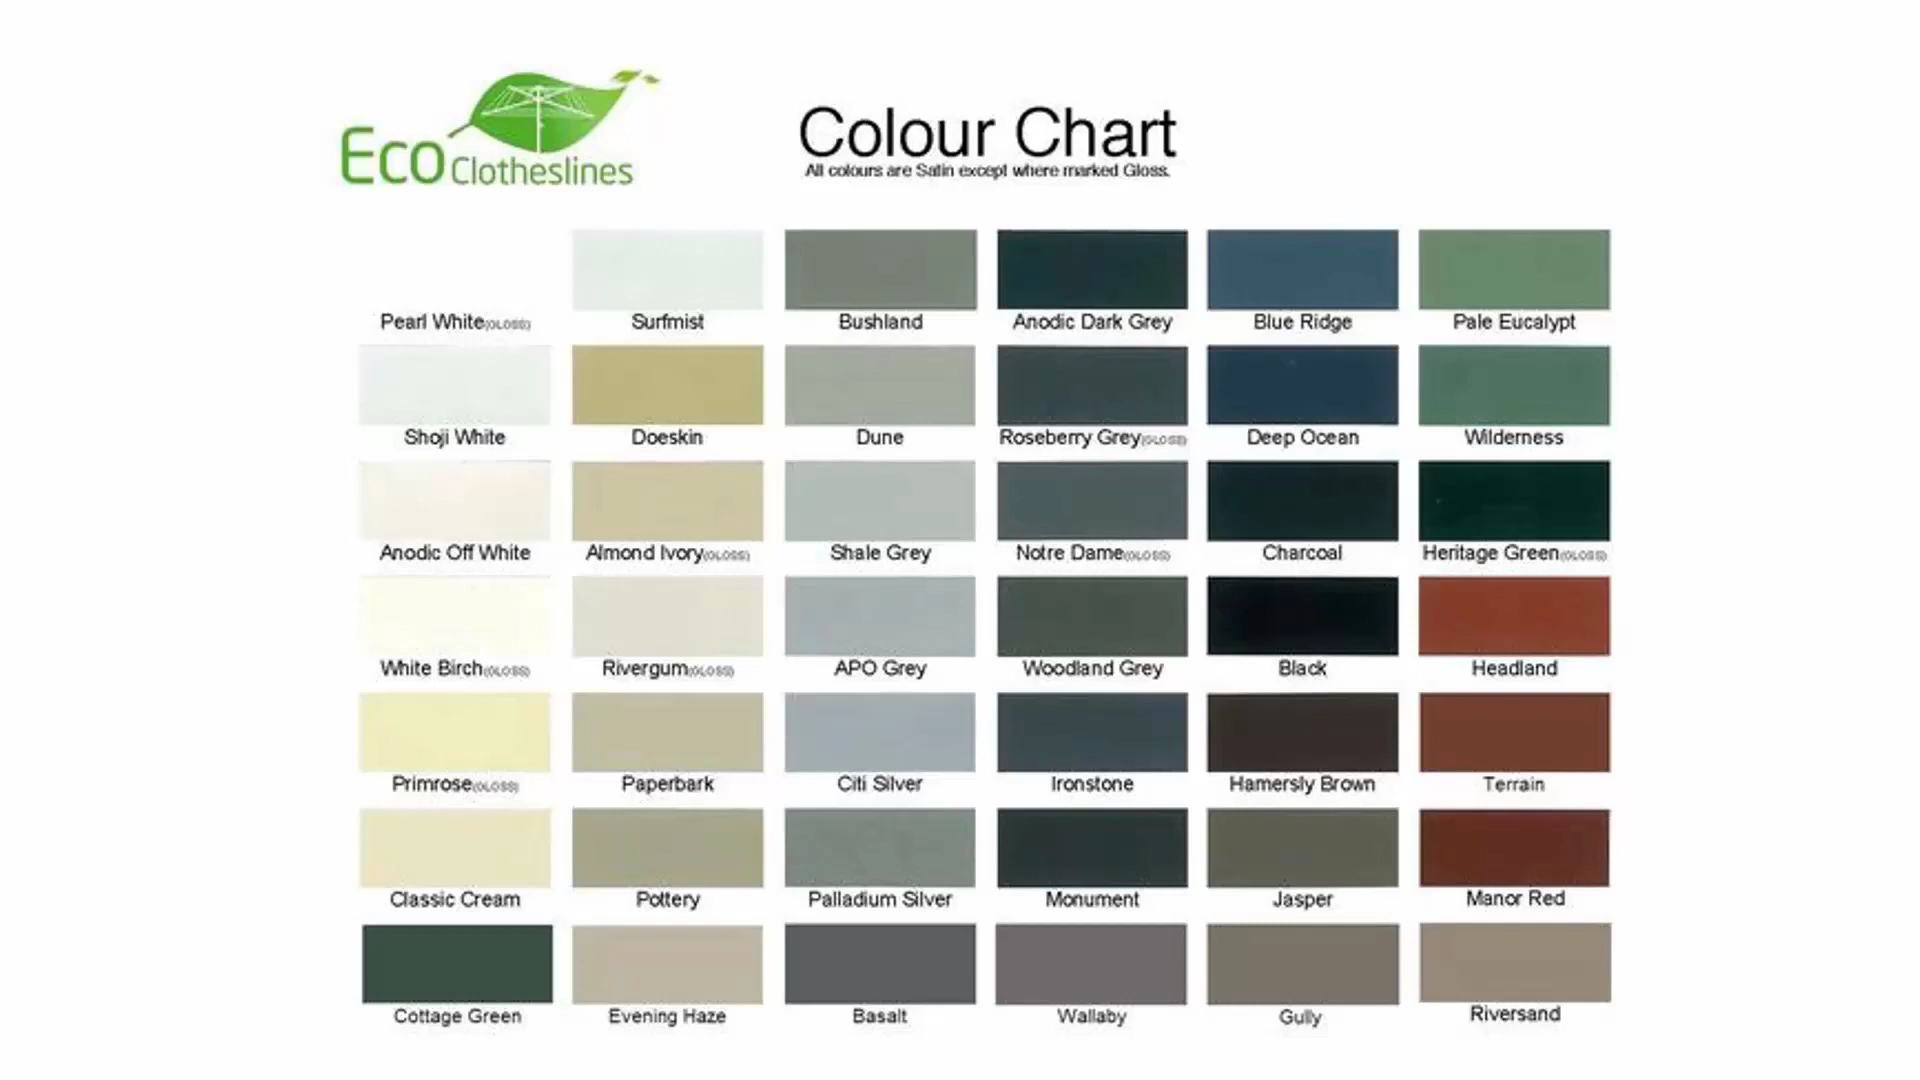 Eco Clotheslines
Colour Chart
All colours are Satin except where marked Gloss.
Pearl White(GLOSS) Surfmist Bushland Anodic Dark Grey Blue Ridge Pale Eucalypt
Shoji White Doeskin Dune Roseberry Grey(GLOSS) Deep Ocean Wilderness
Anodic Off White Almond Ivory(GLOSS) Shale Grey Notre Dame(GLOSS) Charcoal Heritage Green(GLOSS)
White Birch(GLOSS) Rivergum(GLOSS) APO Grey Woodland Grey Black Headland
Primrose(GLOSS) Paperbark Citi Silver Ironstone Hamersly Brown Terrain
Classic Cream Pottery Palladium Silver Monument Jasper Manor Red
Cottage Green Evening Haze Basalt Wallaby Gully Riversand